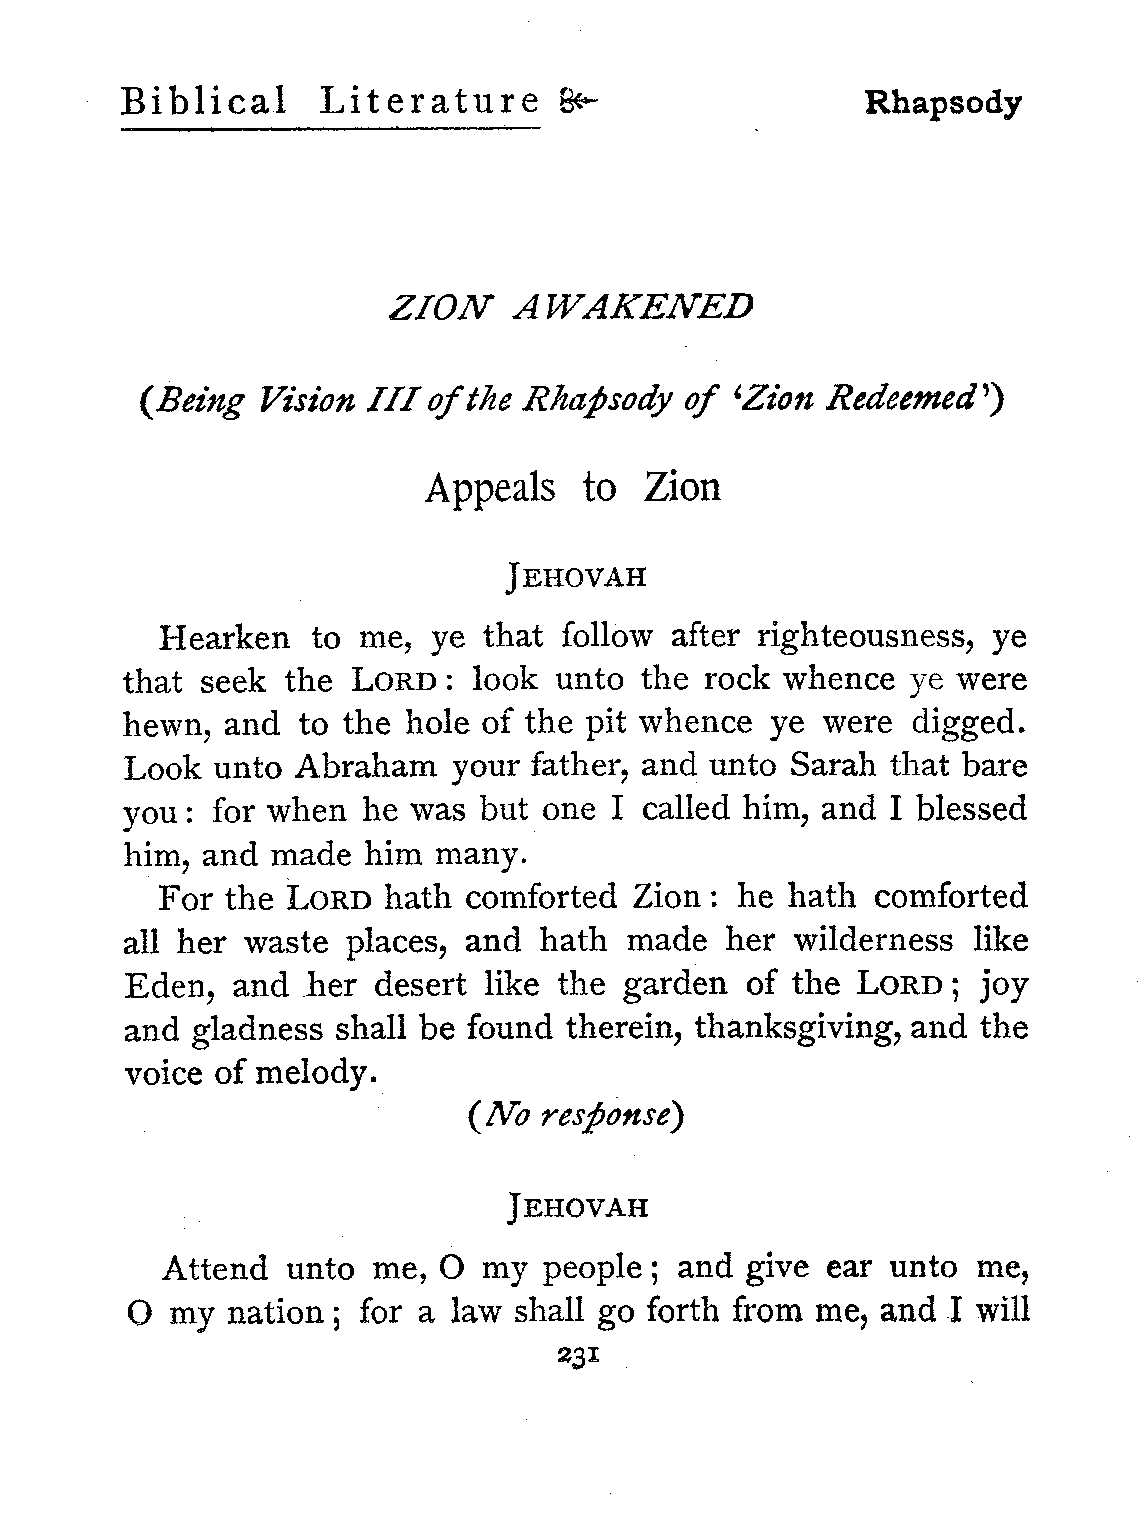 Biblical Literature Rhapsody
ZION AWAKENED
(Being Vision III of the Rhapsody of ‘Zion Redeemed’)
Appeals to Zion
JEHOVAH
Hearken to me, ye that follow after righteousness, ye
that seek the LORD: look unto the rock whence ye were
hewn, and to the hole of the pit whence ye were digged.
Look unto Abraham your father, and unto Sarah that bare
you: for when he was but one I called him, and I blessed
him, and made him many.
For the LORD hath comforted Zion: he hath comforted
all her waste places, and hath made her wilderness like
Eden, and her desert like the garden of the LORD; joy
and gladness shall be found therein, thanksgiving, and the
voice of melody.
(No response)
JEHOVAH
Attend unto me, O my people; and give ear unto me,
O my nation; for a law shall go forth from me, and I will
231